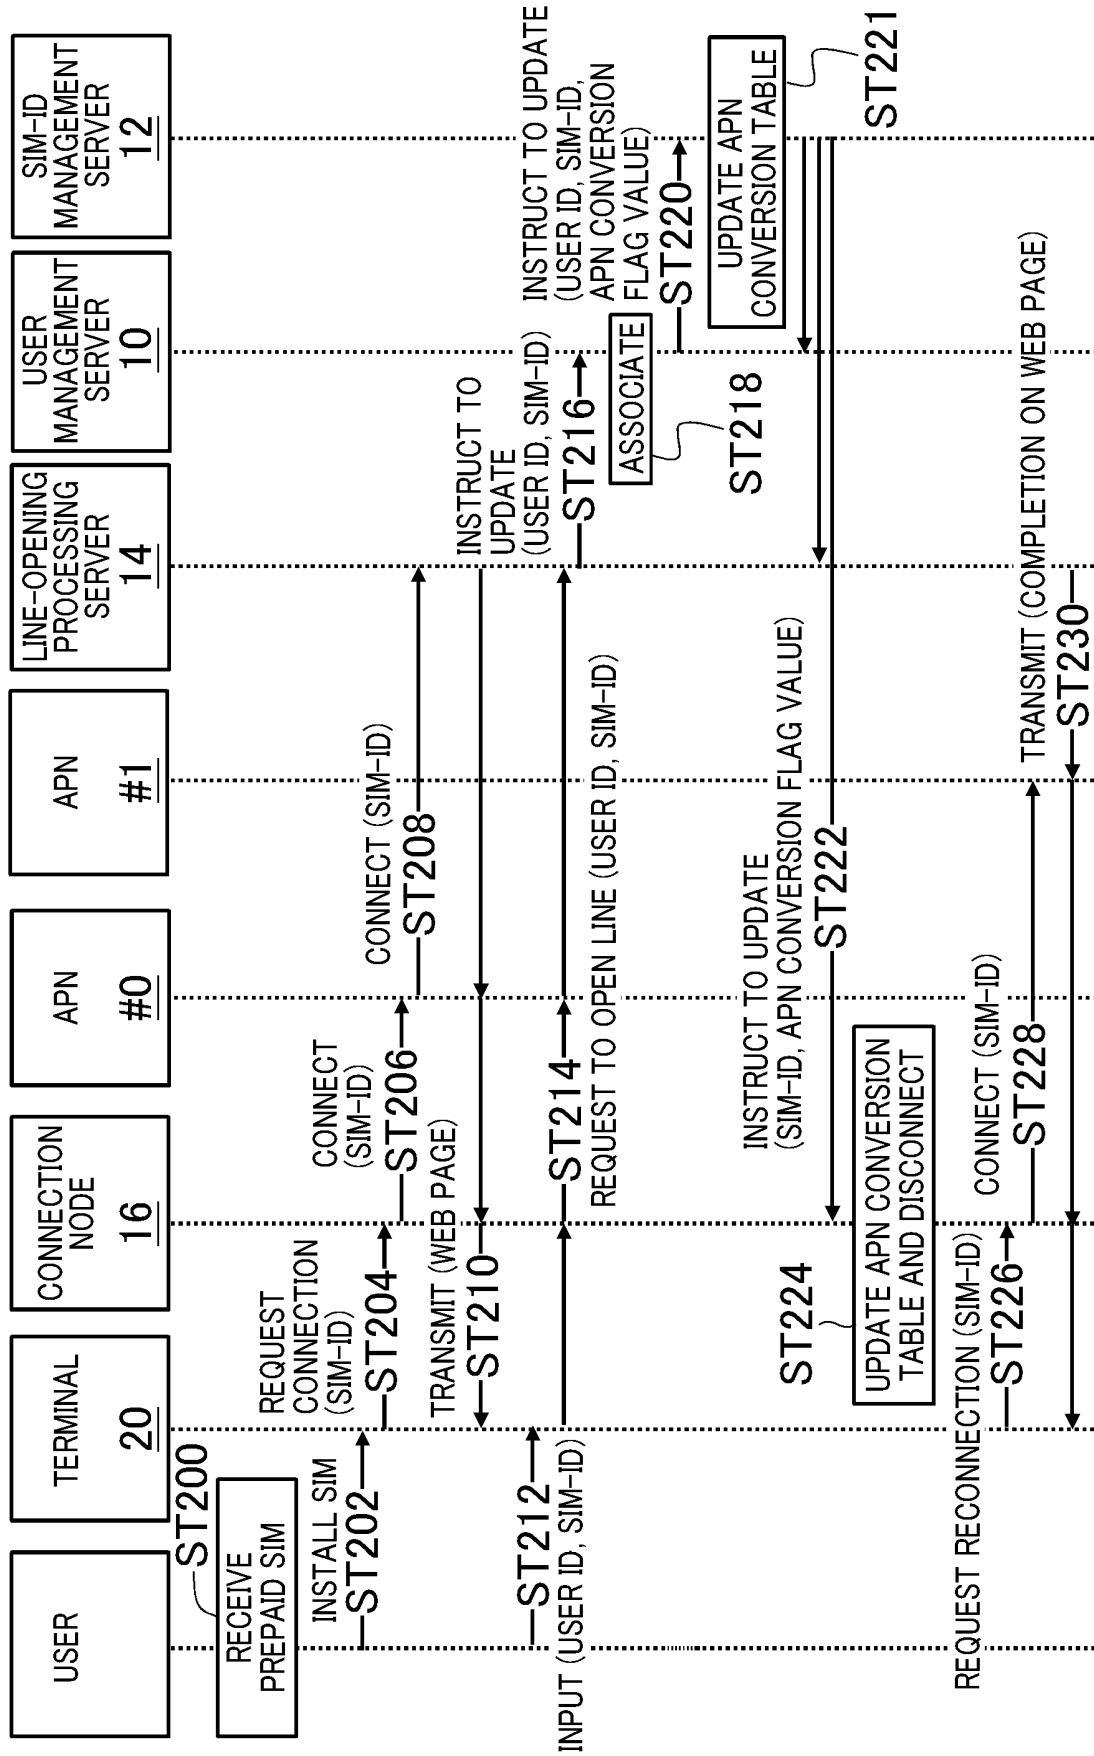 USER
TERMINAL
20
CONNECTION
NODE
16
APN
#0
APN
#1
LINE-OPENING
PROCESSING
SERVER
14
USER
MANAGEMENT
SERVER
10
SIM-ID
MANAGEMENT
SERVER
12
ST200
RECEIVE
PREPAID SIM
INSTALL SIM
ST202
REQUEST
CONNECTION
(SIM-ID)
ST204
CONNECT
(SIM-ID)
ST206
CONNECT (SIM-ID)
ST208
TRANSMIT (WEB PAGE)
ST210
ST212
INPUT (USER ID, SIM-ID)
ST214
REQUEST TO OPEN LINE (USER ID, SIM-ID)
INSTRUCT TO
UPDATE
(USER ID, SIM-ID)
ST216
ASSOCIATE
ST218
INSTRUCT TO UPDATE
(USER ID, SIM-ID,
APN CONVERSION
FLAG VALUE)
ST220
UPDATE APN
CONVERSION TABLE
ST221
INSTRUCT TO UPDATE
(SIM-ID, APN CONVERSION FLAG VALUE)
ST222
ST224
UPDATE APN CONVERSION
TABLE AND DISCONNECT
REQUEST RECONNECTION (SIM-ID)
ST226
CONNECT (SIM-ID)
ST228
TRANSMIT (COMPLETION ON WEB PAGE)
ST230